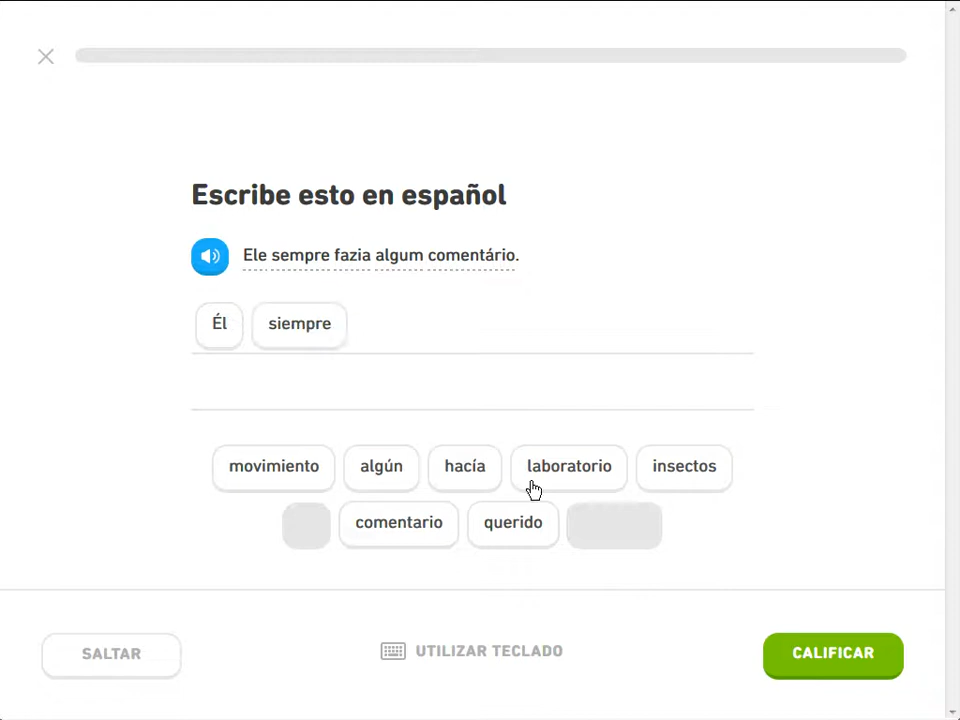 Escribe esto en español
Ele sempre fazia algum comentário.
Él siempre
movimiento algún hacía laboratorio insectos
comentario querido
SALTAR UTILIZAR TECLADO CALIFICAR